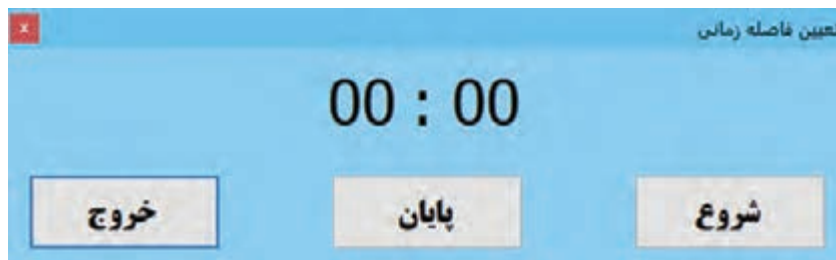 تعیین فاصله زمانی
x
00 : 00
شروع
پایان
خروج